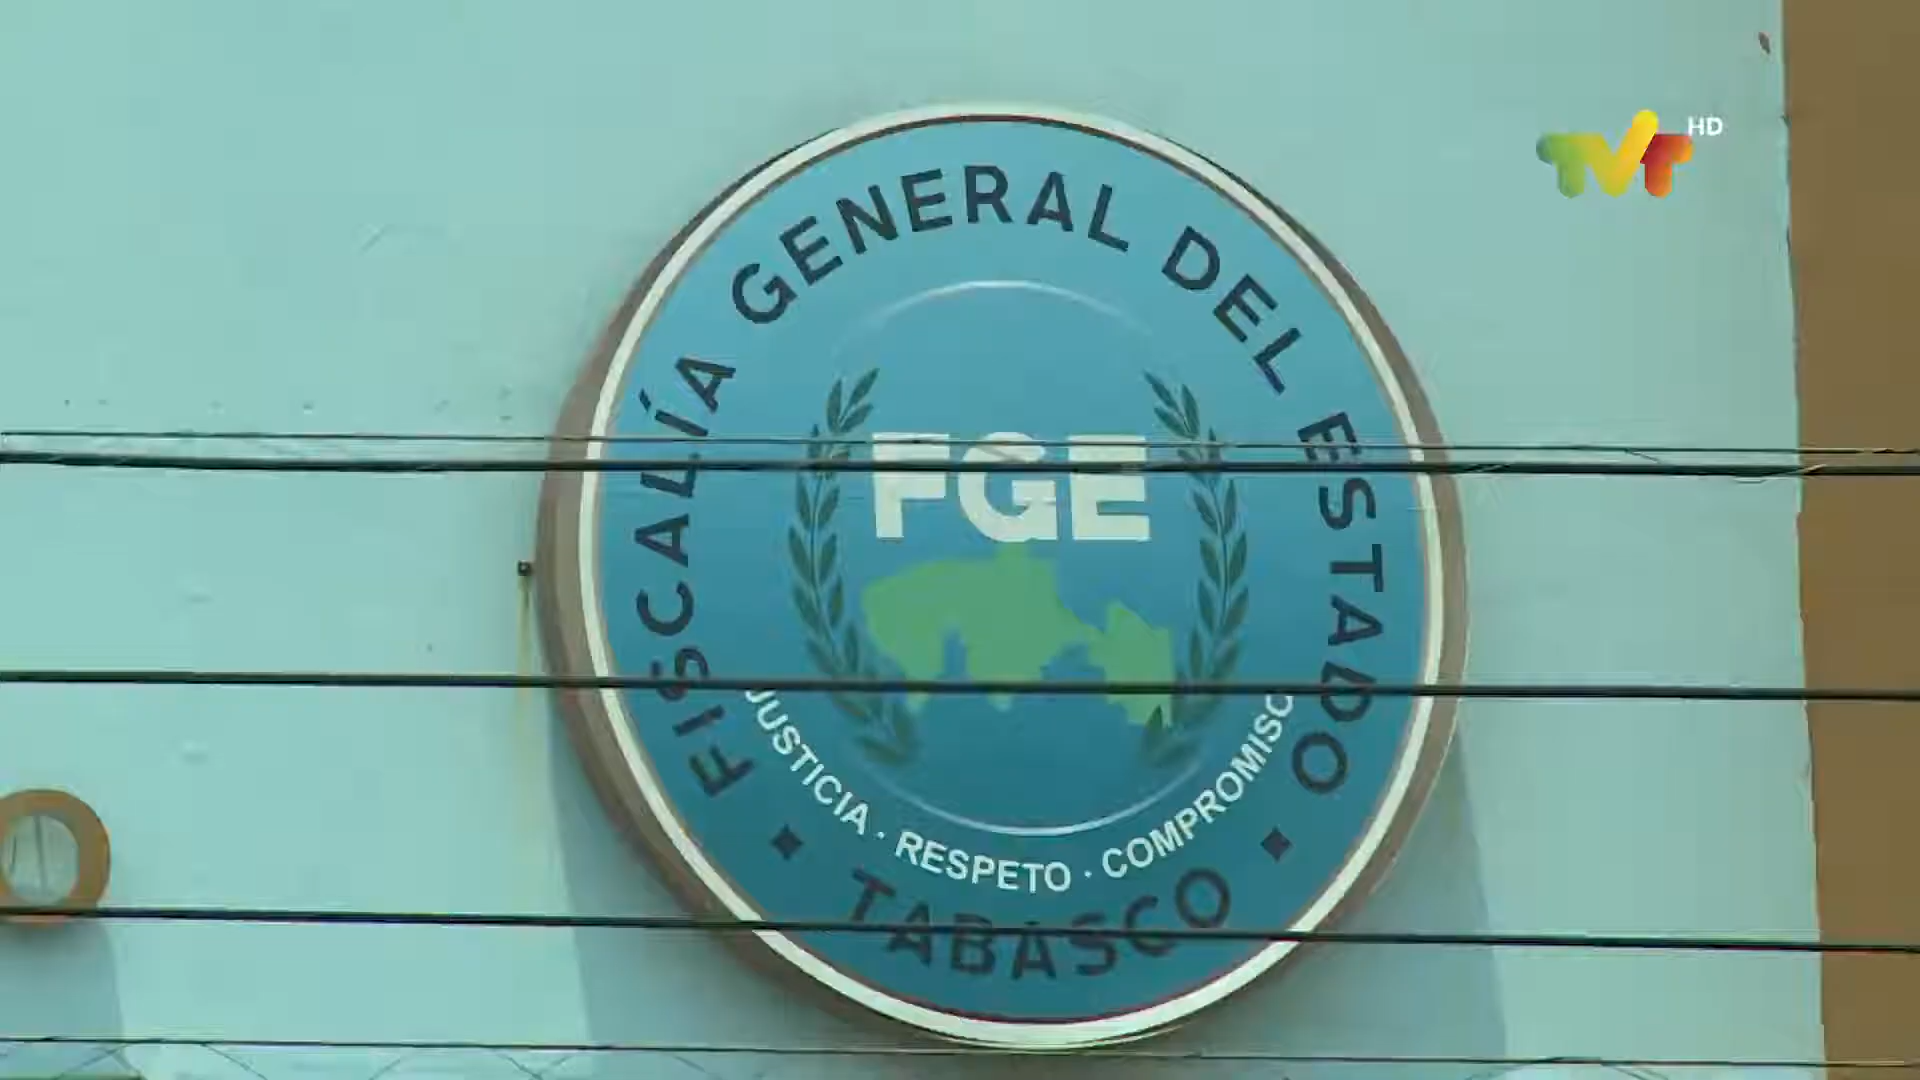 TVT HD
FISCALÍA GENERAL DEL ESTADO
FGE
JUSTICIA · RESPETO · COMPROMISO
TABASCO